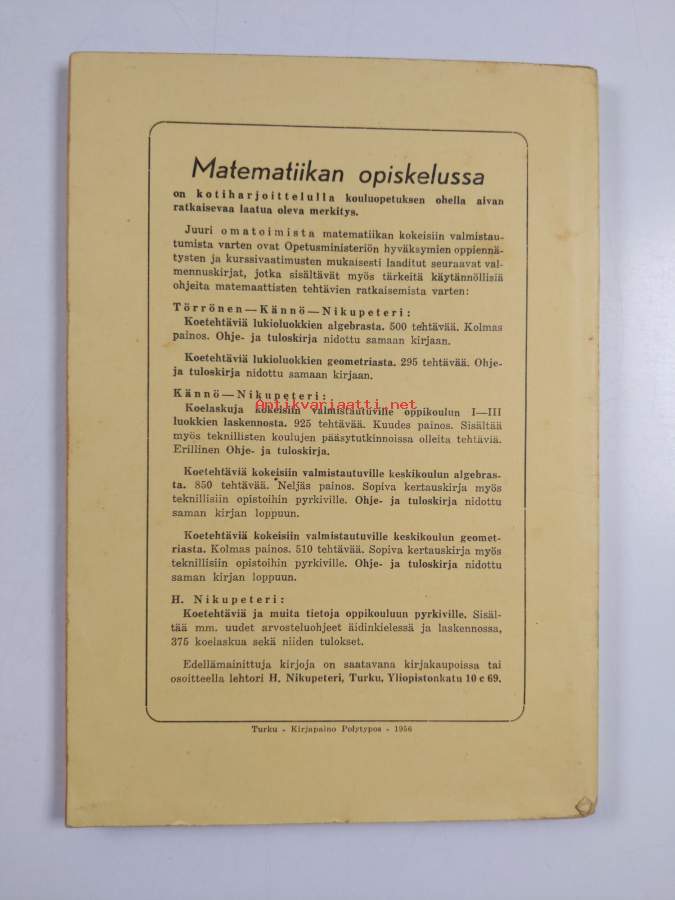 Matematiikan opiskelussa
on kotiharjoittelulla kouluopetuksen ohella aivan
ratkaisevaa laatua oleva merkitys.
Juuri omatoimista matematiikan kokeisiin valmistau-
tumista varten ovat Opetusministeriön hyväksymien oppiennä-
tysten ja kurssivaatimusten mukaisesti laaditut seuraavat val-
mennuskirjat, jotka sisältävät myös tärkeitä käytännöllisiä
ohjeita matemaattisten tehtävien ratkaisemista varten:
Törrönen—Kännö—Nikupeteri:
Koetehtäviä lukioluokkien algebrasta. 500 tehtävää. Kolmas
painos. Ohje- ja tuloskirja nidottu samaan kirjaan.
Koetehtäviä lukioluokkien geometriasta. 295 tehtävää. Ohje-
ja tuloskirja nidottu samaan kirjaan.
Kännö—Nikupeteri:
Antikvariaatti.net
Koelaskuja kokeisiin valmistautuville oppikoulun I—III
luokkien laskennosta. 925 tehtävää. Kuudes painos. Sisältää
myös teknillisten koulujen pääsytutkinnoissa olleita tehtäviä.
Erillinen Ohje- ja tuloskirja.
Koetehtäviä kokeisiin valmistautuville keskikoulun algebras-
ta. 850 tehtävää. Neljäs painos. Sopiva kertauskirja myös
teknillisiin opistoihin pyrkiville. Ohje- ja tuloskirja nidottu
saman kirjan loppuun.
Koetehtäviä kokeisiin valmistautuville keskikoulun geomet-
riasta. Kolmas painos. 510 tehtävää. Sopiva kertauskirja myös
teknillisiin opistoihin pyrkiville. Ohje- ja tuloskirja nidottu
saman kirjan loppuun.
H. Nikupeteri:
Koetehtäviä ja muita tietoja oppikouluun pyrkiville. Sisäl-
tää mm. uudet arvosteluohjeet äidinkielessä ja laskennossa,
375 koelaskua sekä niiden tulokset.
Edellämainittuja kirjoja on saatavana kirjakaupoissa tai
osoitteella lehtori H. Nikupeteri, Turku, Yliopistonkatu 10 c 69.
Turku - Kirjapaino Polytypos - 1956